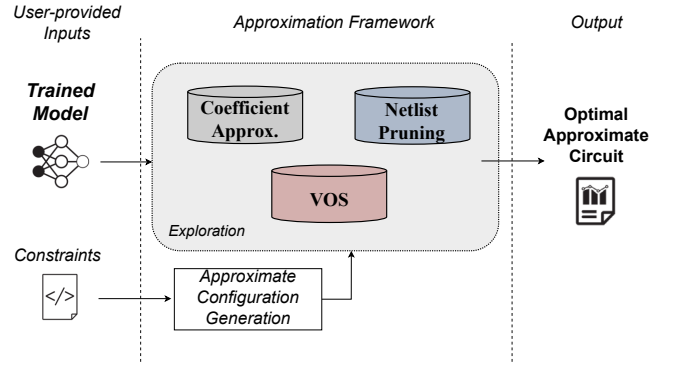 User-provided
Inputs
Approximation Framework
Output
Trained
Model
Coefficient
Approx.
Netlist
Pruning
VOS
Exploration
Optimal
Approximate
Circuit
Constraints
</>
Approximate
Configuration
Generation